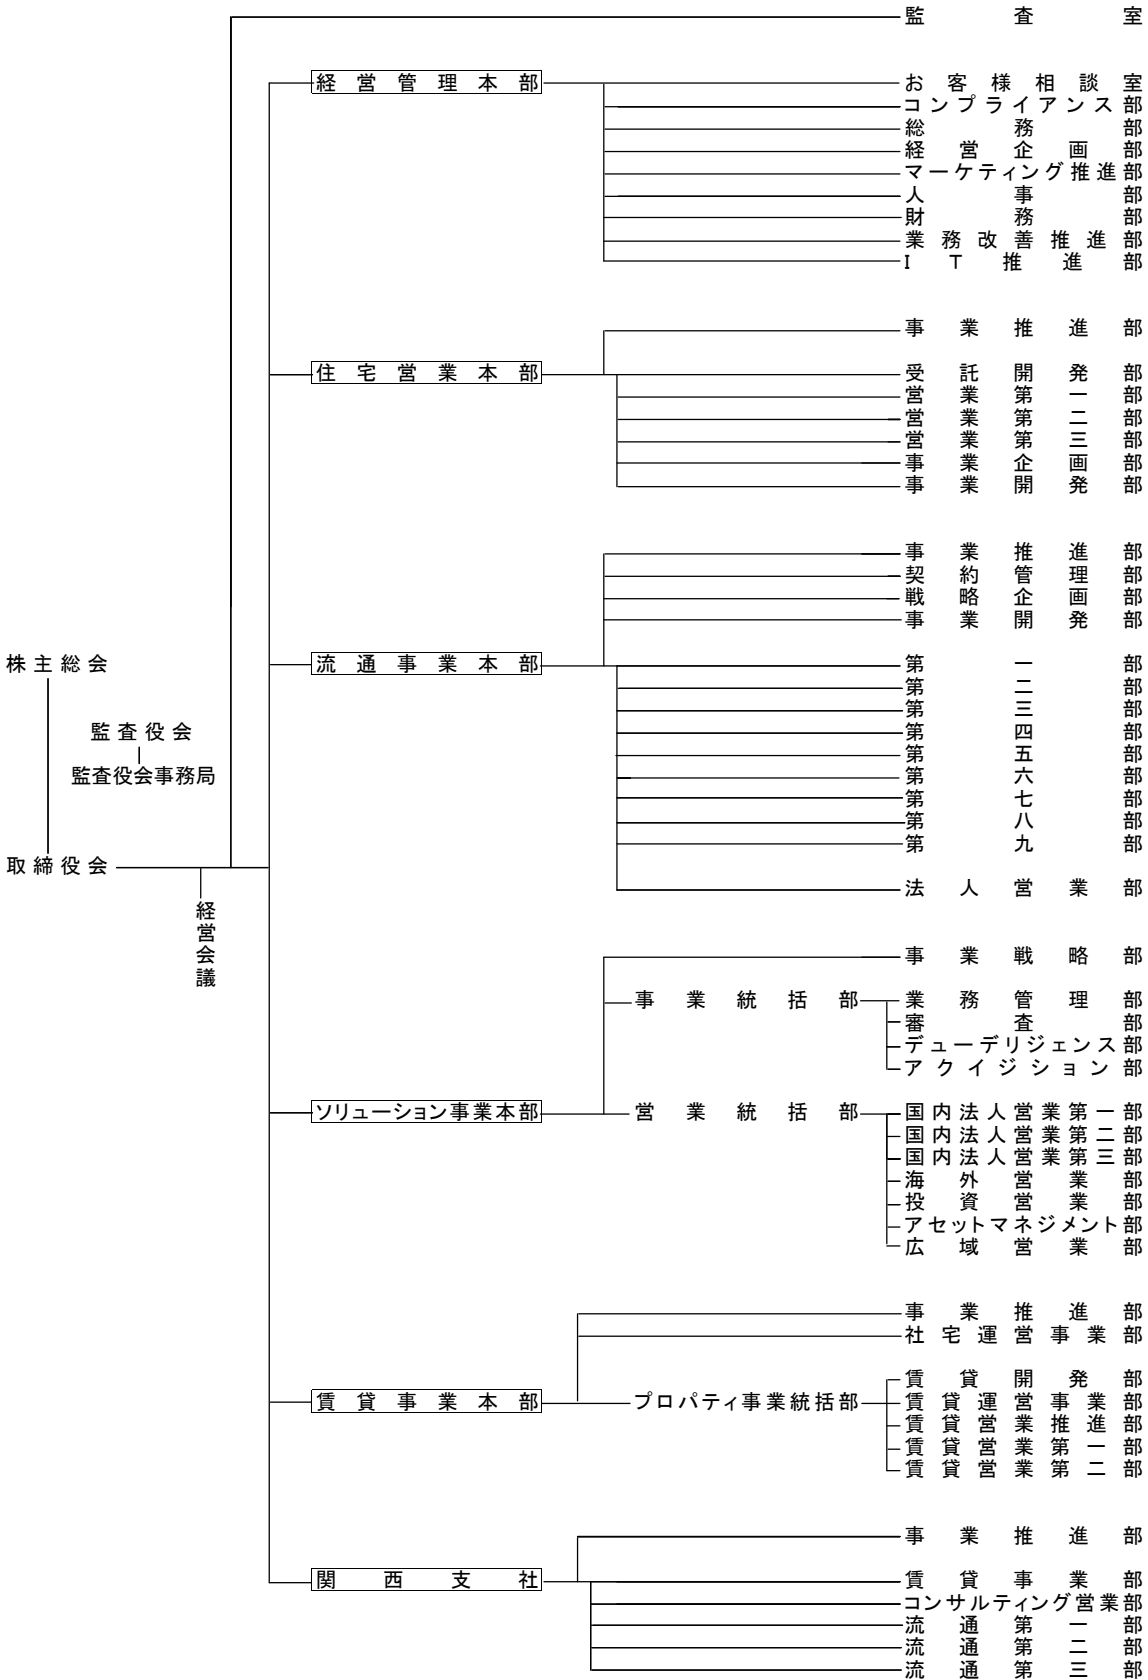 監査室
経営管理本部
お客様相談室
コンプライアンス部
総務部
経営企画部
マーケティング推進部
人事部
財務部
業務改善推進部
IT推進部
住宅営業本部
事業推進部
受託開発部
営業第一部
営業第二部
営業第三部
事業企画部
事業開発部
流通事業本部
事業推進部
契約管理部
戦略企画部
事業開発部
第一部
第二部
第三部
第四部
第五部
第六部
第七部
第八部
第九部
法人営業部
株主総会
監査役会
監査役会事務局
取締役会
経営会議
ソリューション事業本部
事業戦略部
事業統括部
業務管理部
審査部
デューデリジェンス部
アクイジション部
営業統括部
国内法人営業第一部
国内法人営業第二部
国内法人営業第三部
海外営業部
投資営業部
アセットマネジメント部
広域営業部
賃貸事業本部
事業推進部
社宅運営事業部
プロパティ事業統括部
賃貸開発部
賃貸運営事業部
賃貸営業推進部
賃貸営業第一部
賃貸営業第二部
関西支社
事業推進部
賃貸事業部
コンサルティング営業部
流通第一部
流通第二部
流通第三部